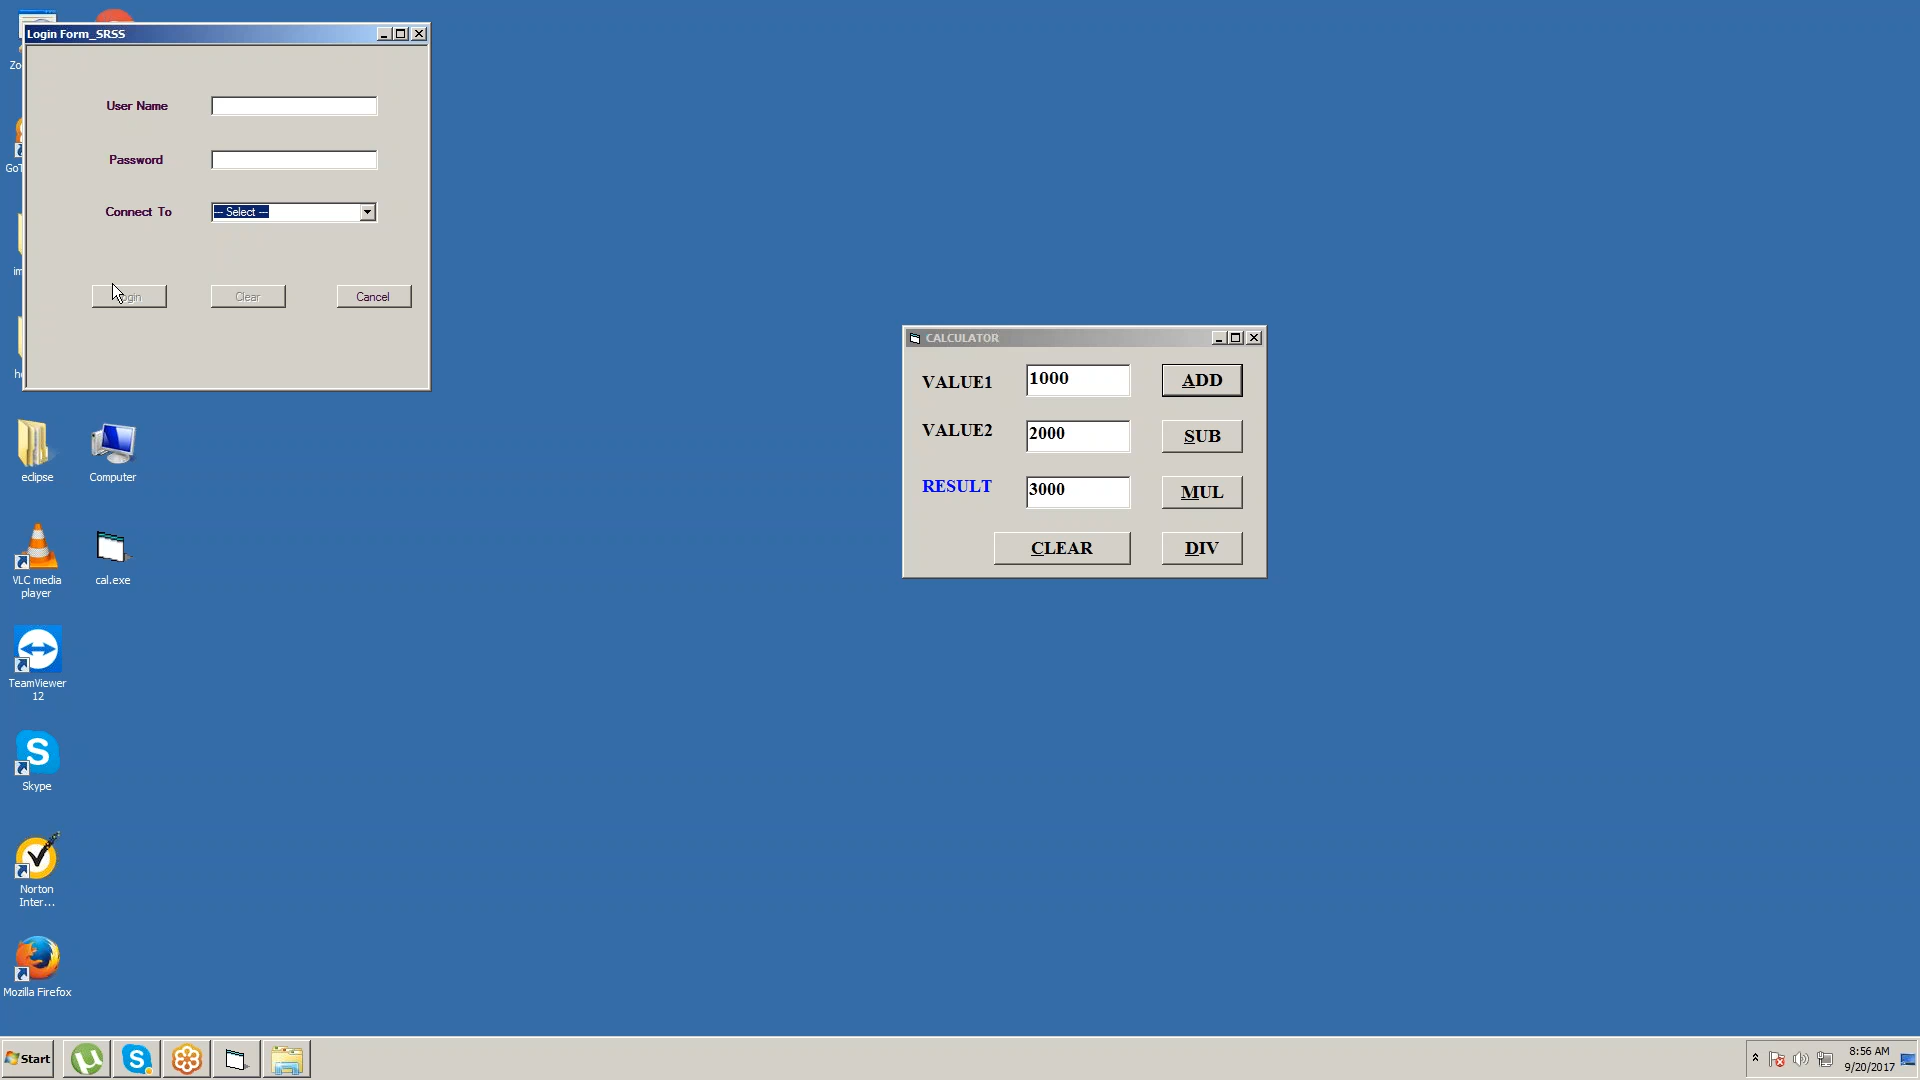 Login Form_SRSS
User Name
Password
Connect To
--- Select ---
Clear
Cancel
CALCULATOR
VALUE1
1000
ADD
VALUE2
2000
SUB
RESULT
3000
MUL
CLEAR
DIV
eclipse
Computer
VLC media
player
cal.exe
TeamViewer
12
Skype
Norton
Inter...
Mozilla Firefox
Start
8:56 AM
9/20/2017